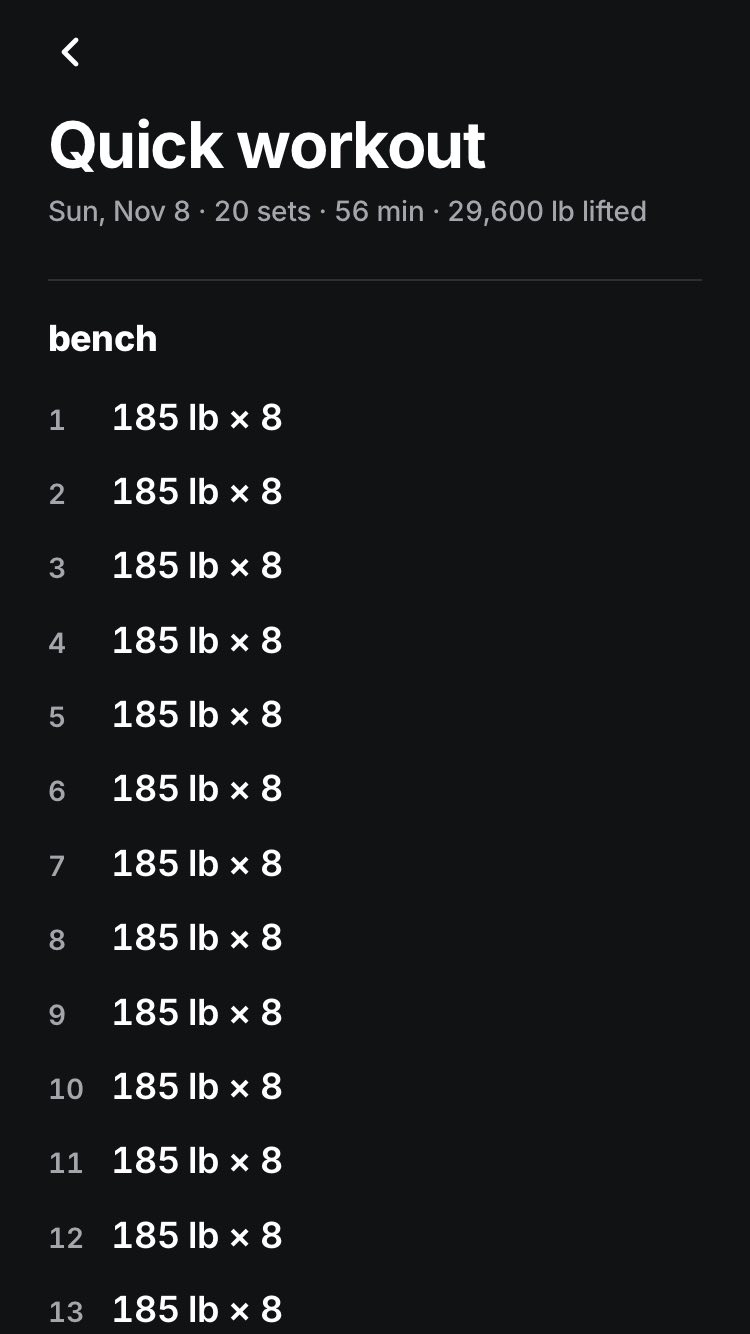 Quick workout
Sun, Nov 8 · 20 sets · 56 min · 29,600 lb lifted
bench
1 185 lb × 8
2 185 lb × 8
3 185 lb × 8
4 185 lb × 8
5 185 lb × 8
6 185 lb × 8
7 185 lb × 8
8 185 lb × 8
9 185 lb × 8
10 185 lb × 8
11 185 lb × 8
12 185 lb × 8
13 185 lb × 8